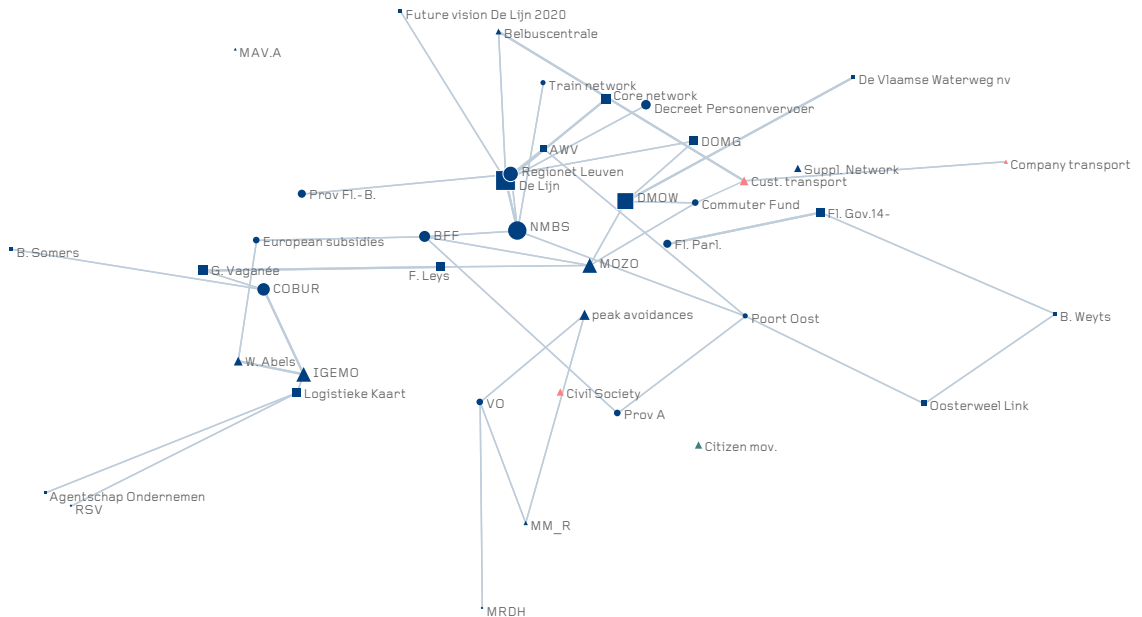 Future vision De Lijn 2020
Belbuscentrale
MAV.A
De Vlaamse Waterweg nv
Train network
Core network
Decreet Personenvervoer
DOMG
AWV
Company transport
Suppl. Network
Regionet Leuven
Cust. transport
De Lijn
Prov Fl.-B.
DMOW
Commuter Fund
Fl. Gov.14-
NMBS
BFF
European subsidies
Fl. Parl.
B. Somers
MOZO
G. Vaganée
F. Leys
COBUR
peak avoidances
B. Weyts
Poort Oost
W. Abels
IGEMO
Logistieke Kaart
Civil Society
VO
Oosterweel Link
Prov A
Citizen mov.
Agentschap Ondernemen
RSV
MM_R
MRDH